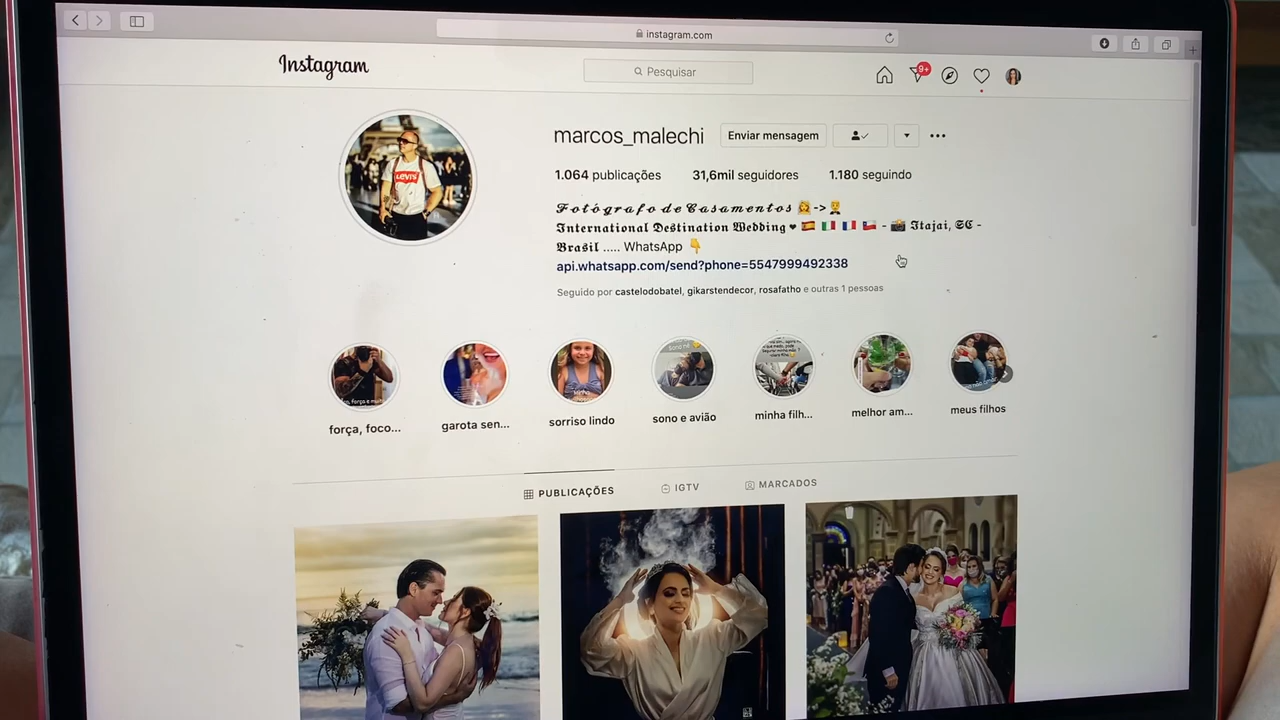 instagram.com
Instagram
Pesquisar
9+
marcos_malechi
Enviar mensagem
1.064 publicações 31,6mil seguidores 1.180 seguindo
LEVI'S
𝓕𝓸𝓽ó𝓰𝓻𝓪𝓯𝓸 𝓭𝓮 𝓒𝓪𝓼𝓪𝓶𝓮𝓷𝓽𝓸𝓼 👰->🤵
𝕴𝖓𝖙𝖊𝖗𝖓𝖆𝖙𝖎𝖔𝖓𝖆𝖑 𝕯𝖊𝖘𝖙𝖎𝖓𝖆𝖙𝖎𝖔𝖓 𝖂𝖊𝖉𝖉𝖎𝖓𝖌 ❤ 🇪🇸 🇮🇹 🇫🇷 🇨🇱 - 📸 𝕴𝖙𝖆𝖏𝖆í, 𝕾𝕮 -
𝕭𝖗𝖆𝖘𝖎𝖑 ..... WhatsApp 👇
api.whatsapp.com/send?phone=5547999492338
Seguido por castelodobatel, gikarstendecor, rosafatho e outras 1 pessoas
força, foco...
garota sen...
sorriso lindo
sono e avião
minha filh...
melhor am...
meus filhos
PUBLICAÇÕES
IGTV
MARCADOS